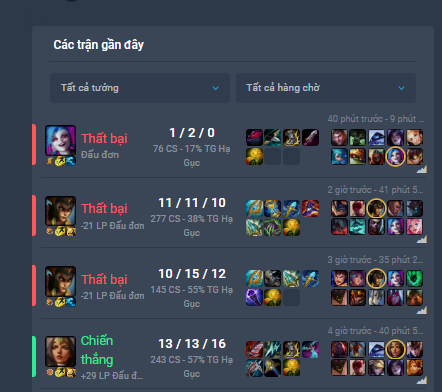 Các trận gần đây
Tất cả tướng
Tất cả hàng chờ
40 phút trước - 9 phút ...
Thất bại
Đấu đơn
1 / 2 / 0
76 CS - 17% TG Hạ
Gục
2 giờ trước - 41 phút 5...
Thất bại
-21 LP Đấu đơn
11 / 11 / 10
277 CS - 38% TG Hạ
Gục
3 giờ trước - 35 phút 2...
Thất bại
-21 LP Đấu đơn
10 / 15 / 12
145 CS - 55% TG Hạ
Gục
4 giờ trước - 40 phút 5...
Chiến
thắng
+29 LP Đấu đ...
13 / 13 / 16
243 CS - 57% TG Hạ
Gục